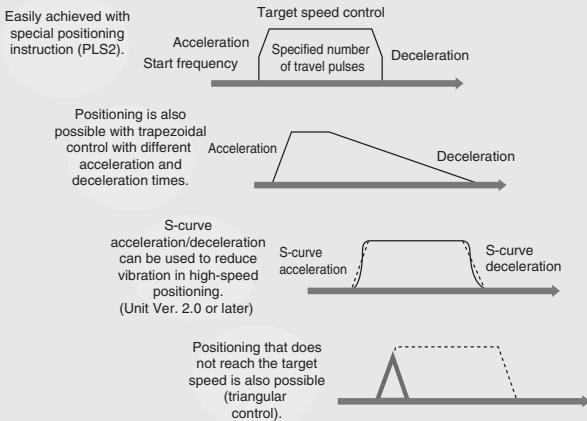 Easily achieved with
special positioning
instruction (PLS2).
Target speed control
Acceleration
Start frequency
Specified number
of travel pulses
Deceleration
Positioning is also
possible with trapezoidal
control with different
acceleration and
deceleration times.
Acceleration
Deceleration
S-curve
acceleration/deceleration
can be used to reduce
vibration in high-speed
positioning.
(Unit Ver. 2.0 or later)
S-curve
acceleration
S-curve
deceleration
Positioning that does
not reach the target
speed is also possible
(triangular
control).